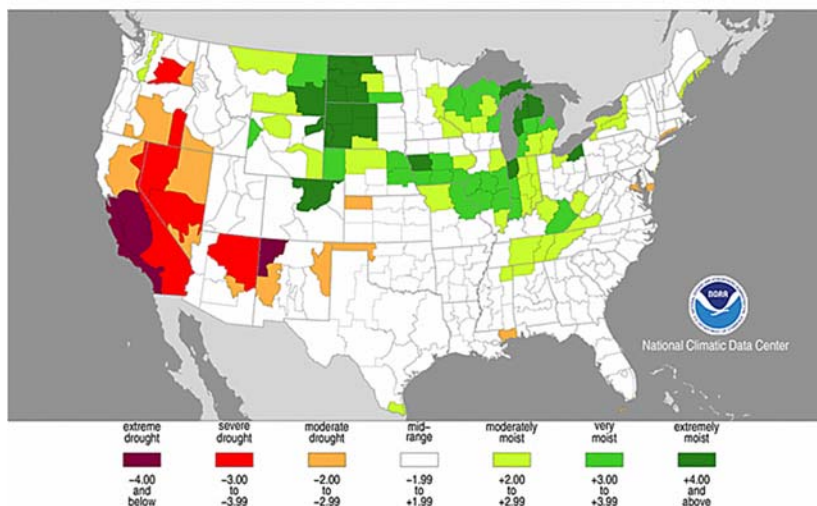 NOAA
National Climatic Data Center
extreme drought
severe drought
moderate drought
mid-range
moderately moist
very moist
extremely moist
-4.00 and below
-3.00 to -3.99
-2.00 to -2.99
-1.99 to +1.99
+2.00 to +2.99
+3.00 to +3.99
+4.00 and above